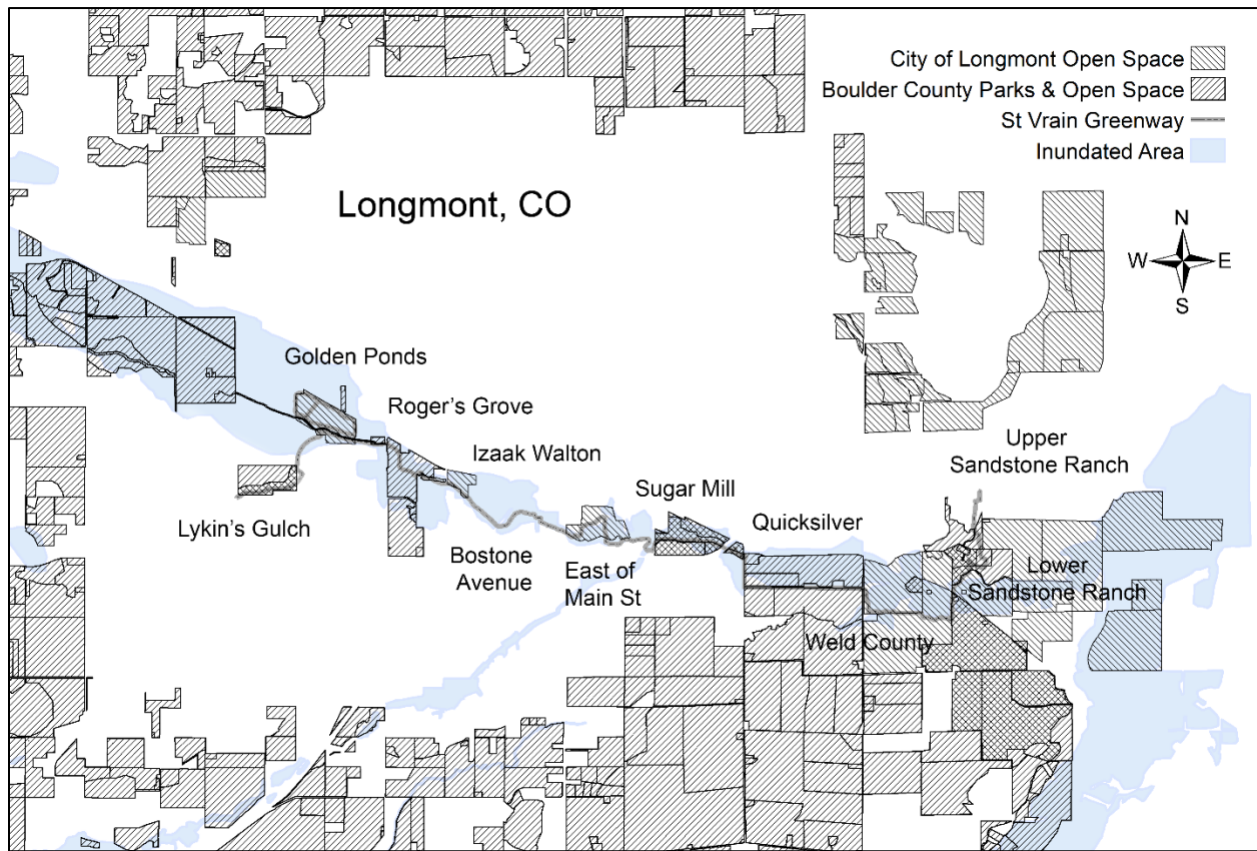 City of Longmont Open Space
Boulder County Parks & Open Space
St Vrain Greenway
Inundated Area
Longmont, CO
N
W
E
S
Golden Ponds
Roger's Grove
Izaak Walton
Upper
Sandstone Ranch
Sugar Mill
Quicksilver
Lykin's Gulch
Bostone
Avenue
East of
Main St
Lower
Sandstone Ranch
Weld County